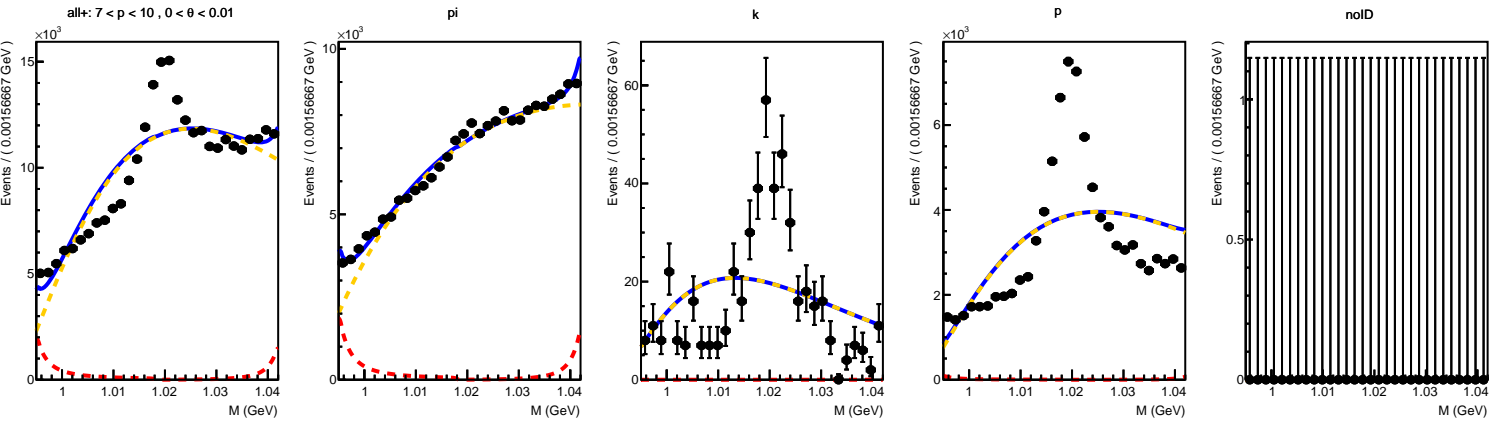 all+: 7 < p < 10 , 0 < θ < 0.01
×10³
Events / ( 0.00156667 GeV )
15
10
5
0
1 1.01 1.02 1.03 1.04
M (GeV)
pi
×10³
Events / ( 0.00156667 GeV )
10
5
0
1 1.01 1.02 1.03 1.04
M (GeV)
k
Events / ( 0.00156667 GeV )
60
40
20
0
1 1.01 1.02 1.03 1.04
M (GeV)
p
×10³
Events / ( 0.00156667 GeV )
6
4
2
0
1 1.01 1.02 1.03 1.04
M (GeV)
noID
Events / ( 0.00156667 GeV )
1
0.5
0
1 1.01 1.02 1.03 1.04
M (GeV)